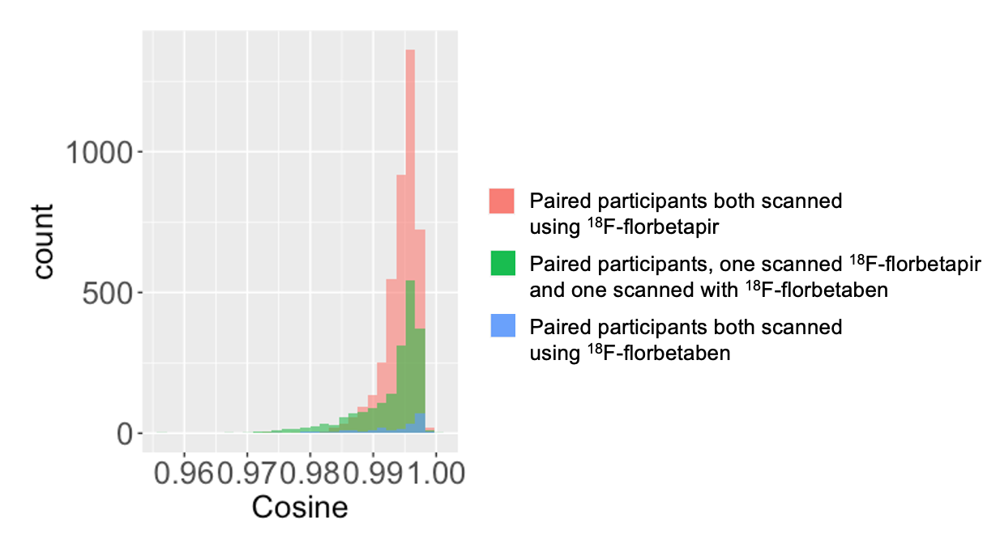 count
1000
500
0
0.960.970.980.991.00
Cosine
Paired participants both scanned
using ¹⁸F-florbetapir
Paired participants, one scanned ¹⁸F-florbetapir
and one scanned with ¹⁸F-florbetaben
Paired participants both scanned
using ¹⁸F-florbetaben